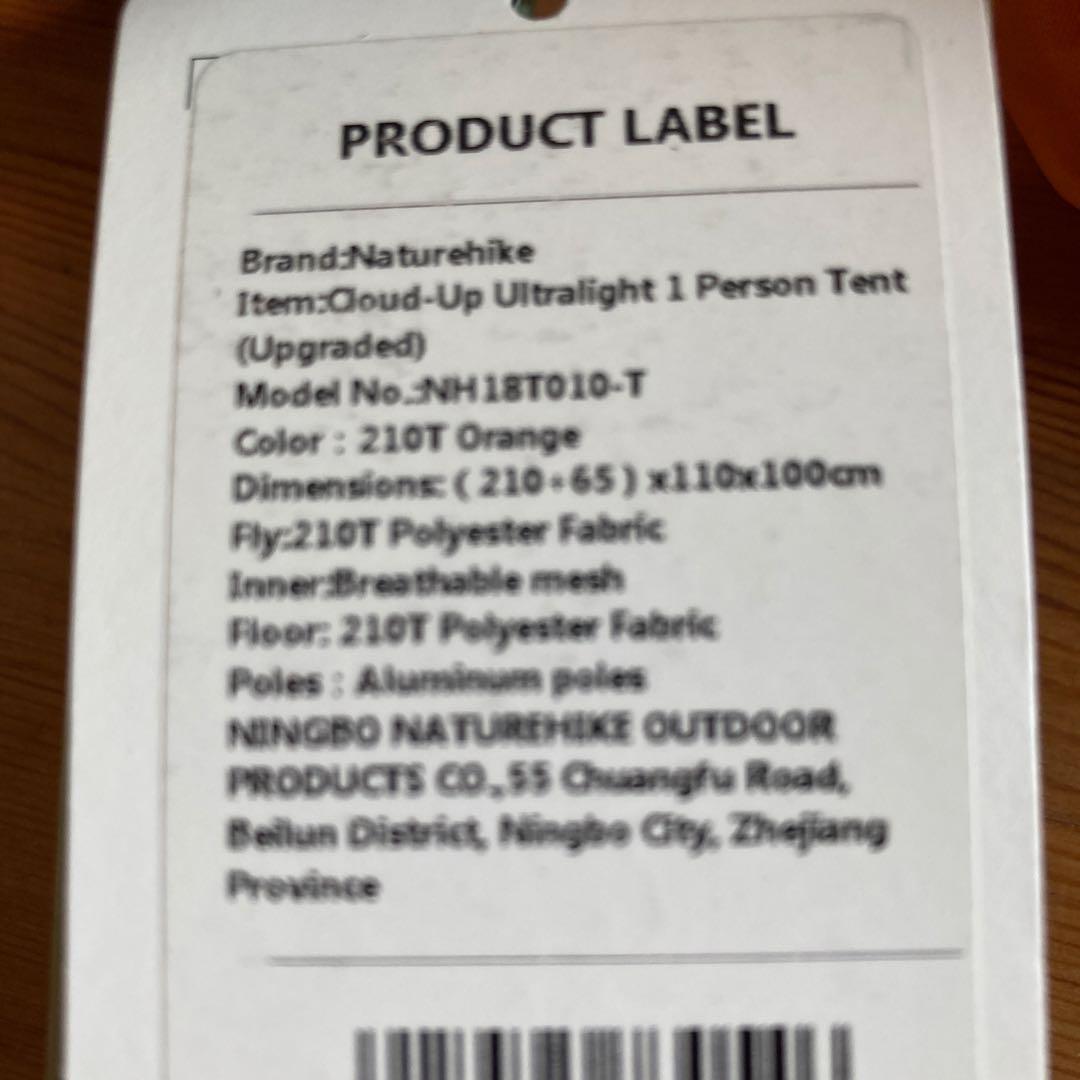 PRODUCT LABEL
Brand:Naturehike
Item:Cloud-Up Ultralight 1 Person Tent
(Upgraded)
Model No.:NH18T010-T
Color : 210T Orange
Dimensions: ( 210+65 ) x110x100cm
Fly:210T Polyester Fabric
Inner:Breathable mesh
Floor: 210T Polyester Fabric
Poles : Aluminum poles
NINGBO NATUREHIKE OUTDOOR
PRODUCTS CO.,55 Chuangfu Road,
Beilun District, Ningbo City, Zhejiang
Province